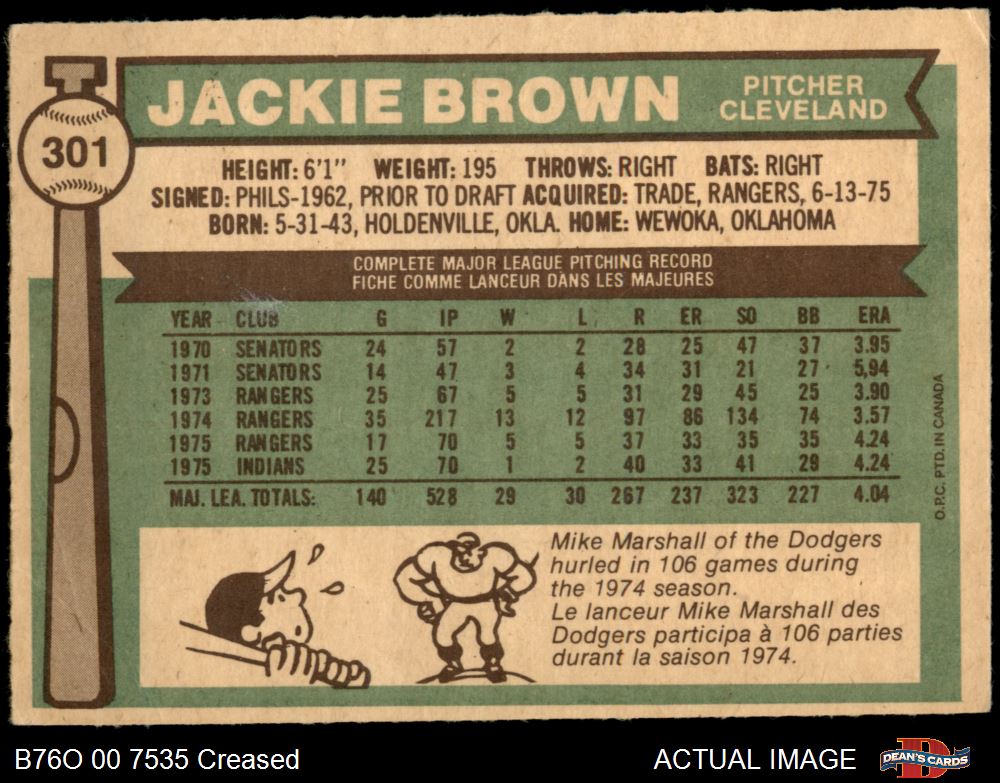 JACKIE BROWN
PITCHER
CLEVELAND
301
HEIGHT: 6'1" WEIGHT: 195 THROWS: RIGHT BATS: RIGHT
SIGNED: PHILS-1962, PRIOR TO DRAFT ACQUIRED: TRADE, RANGERS, 6-13-75
BORN: 5-31-43, HOLDENVILLE, OKLA. HOME: WEWOKA, OKLAHOMA
COMPLETE MAJOR LEAGUE PITCHING RECORD
FICHE COMME LANCEUR DANS LES MAJEURES
YEAR CLUB G IP W L R ER SO BB ERA
1970 SENATORS 24 57 2 2 28 25 47 37 3.95
1971 SENATORS 14 47 3 4 34 31 21 27 5,94
1973 RANGERS 25 67 5 5 31 29 45 25 3.90
1974 RANGERS 35 217 13 12 97 86 134 74 3.57
1975 RANGERS 17 70 5 5 37 33 35 35 4.24
1975 INDIANS 25 70 1 2 40 33 41 29 4.24
MAJ. LEA. TOTALS: 140 528 29 30 267 237 323 227 4.04
O.P.C. PTD. IN CANADA
Mike Marshall of the Dodgers
hurled in 106 games during
the 1974 season.
Le lanceur Mike Marshall des
Dodgers participa à 106 parties
durant la saison 1974.
B76O 00 7535 Creased
ACTUAL IMAGE
DEAN'S CARDS